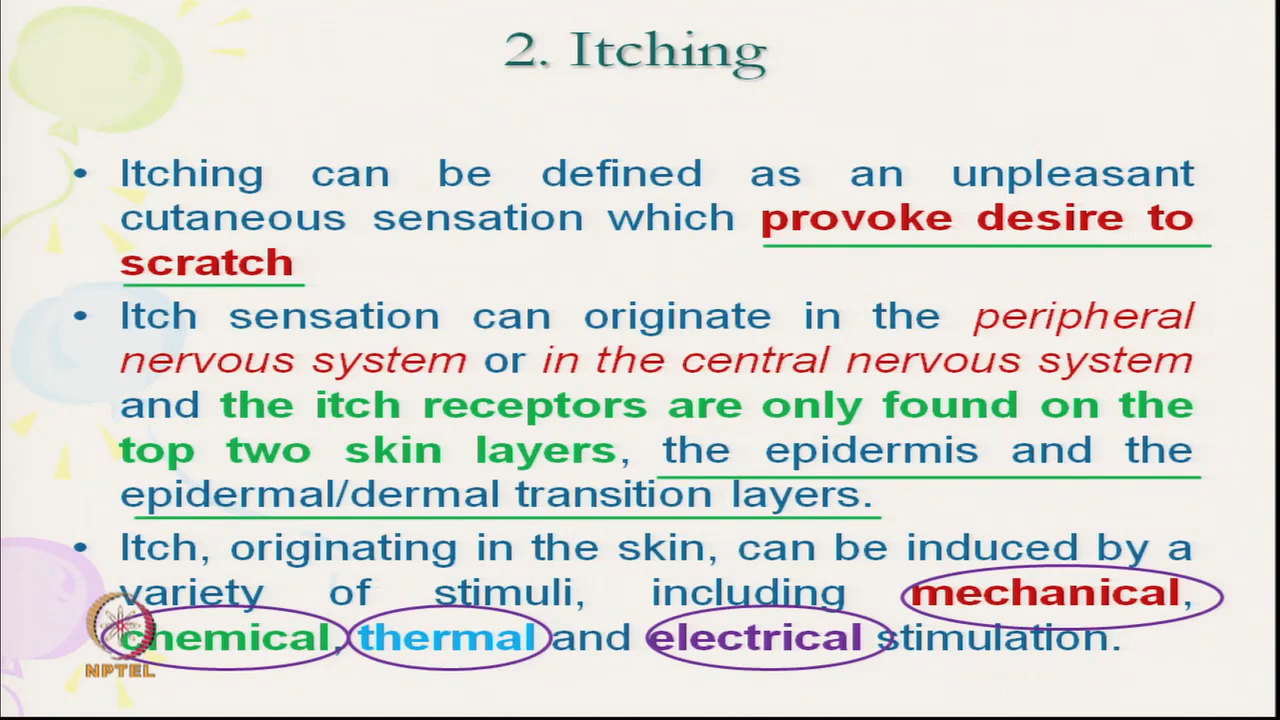 2. Itching
• Itching can be defined as an unpleasant
cutaneous sensation which provoke desire to
scratch
• Itch sensation can originate in the peripheral
nervous system or in the central nervous system
and the itch receptors are only found on the
top two skin layers, the epidermis and the
epidermal/dermal transition layers.
• Itch, originating in the skin, can be induced by a
variety of stimuli, including mechanical,
chemical, thermal and electrical stimulation.
NPTEL